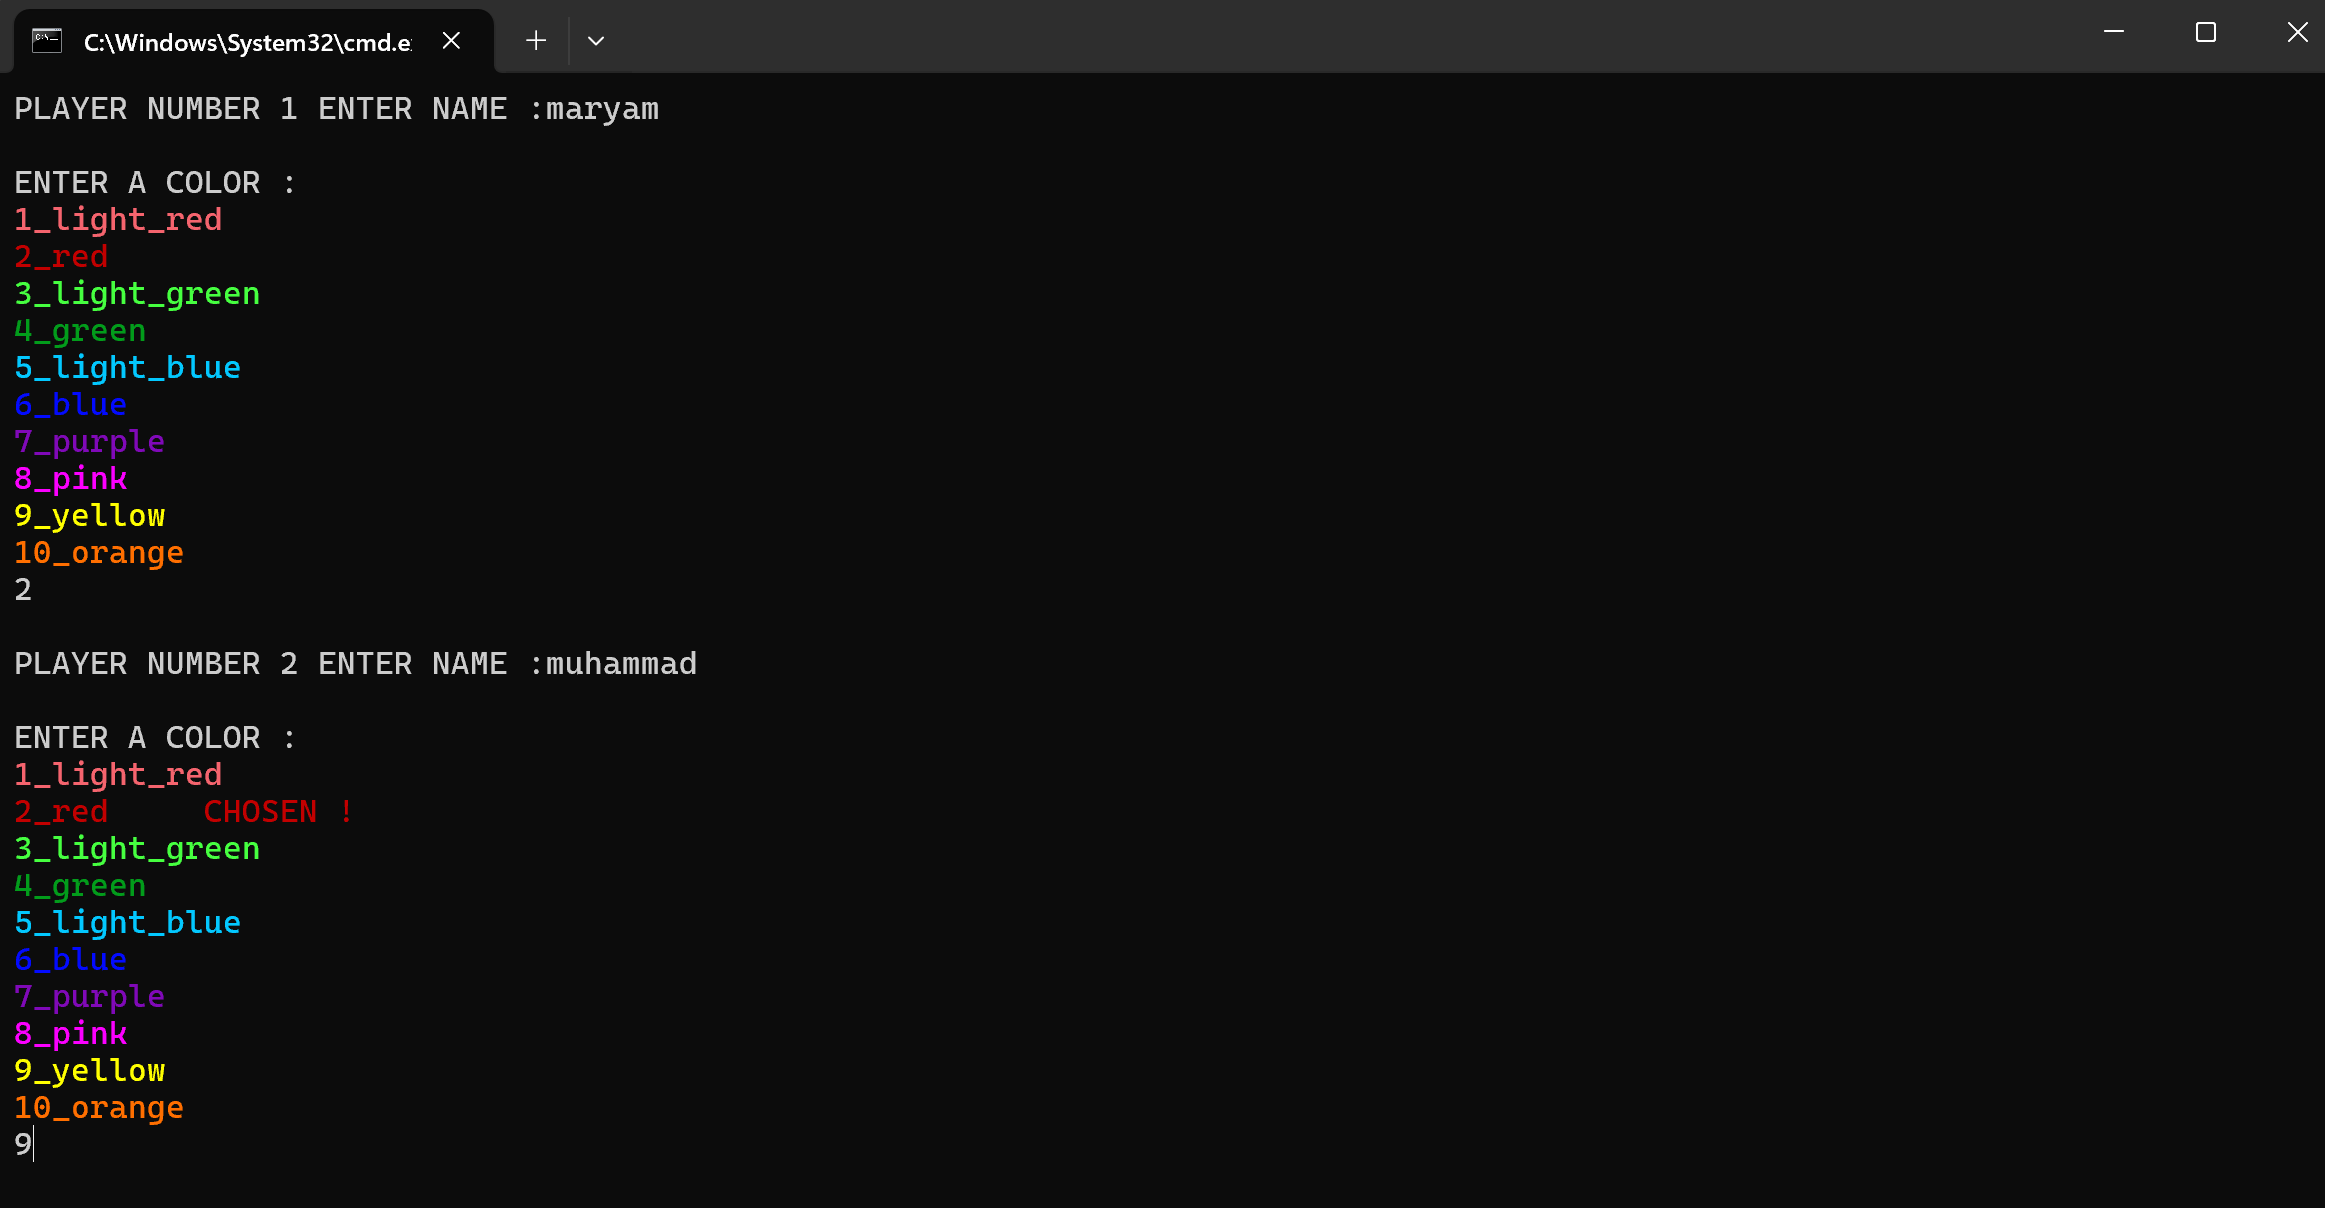 C:\Windows\System32\cmd.e
PLAYER NUMBER 1 ENTER NAME :maryam
ENTER A COLOR :
1_light_red
2_red
3_light_green
4_green
5_light_blue
6_blue
7_purple
8_pink
9_yellow
10_orange
2
PLAYER NUMBER 2 ENTER NAME :muhammad
ENTER A COLOR :
1_light_red
2_red     CHOSEN !
3_light_green
4_green
5_light_blue
6_blue
7_purple
8_pink
9_yellow
10_orange
9